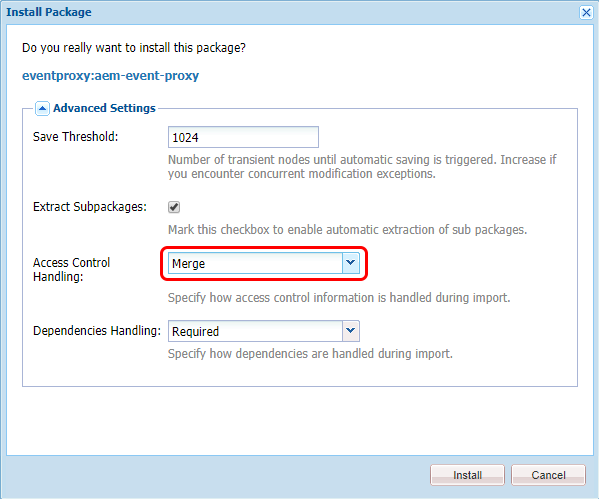 Install Package
Do you really want to install this package?
eventproxy:aem-event-proxy
Advanced Settings
Save Threshold:
1024
Number of transient nodes until automatic saving is triggered. Increase if
you encounter concurrent modification exceptions.
Extract Subpackages:
Mark this checkbox to enable automatic extraction of sub packages.
Access Control
Handling:
Merge
Specify how access control information is handled during import.
Dependencies Handling:
Required
Specify how dependencies are handled during import.
Install
Cancel